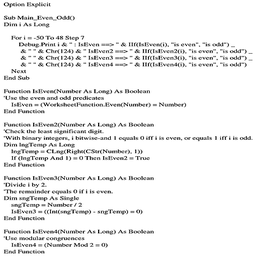 Option Explicit
Sub Main_Even_Odd()
Dim i As Long
For i = -50 To 48 Step 7
Debug.Print i & " : IsEven ==> " & IIf(IsEven(i), "is even", "is odd") _
& " " & Chr(124) & " IsEven2 ==> " & IIf(IsEven2(i), "is even", "is odd") _
& " " & Chr(124) & " IsEven3 ==> " & IIf(IsEven3(i), "is even", "is odd") _
& " " & Chr(124) & " IsEven4 ==> " & IIf(IsEven4(i), "is even", "is odd")
Next
End Sub
Function IsEven(Number As Long) As Boolean
'Use the even and odd predicates
IsEven = (WorksheetFunction.Even(Number) = Number)
End Function
Function IsEven2(Number As Long) As Boolean
'Check the least significant digit.
'With binary integers, i bitwise-and 1 equals 0 iff i is even, or equals 1 iff i is odd.
Dim lngTemp As Long
lngTemp = CLng(Right(CStr(Number), 1))
If (lngTemp And 1) = 0 Then IsEven2 = True
End Function
Function IsEven3(Number As Long) As Boolean
'Divide i by 2.
'The remainder equals 0 if i is even.
Dim sngTemp As Single
sngTemp = Number / 2
IsEven3 = ((Int(sngTemp) - sngTemp) = 0)
End Function
Function IsEven4(Number As Long) As Boolean
'Use modular congruences
IsEven4 = (Number Mod 2 = 0)
End Function